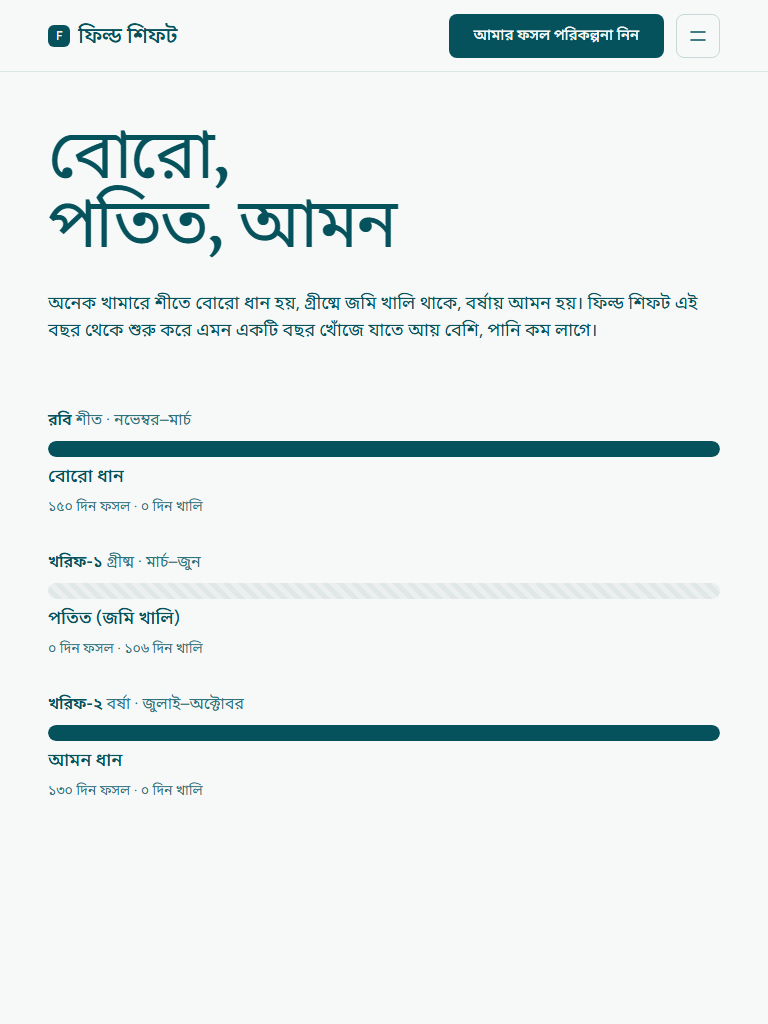 F ফিল্ড শিফট
আমার ফসল পরিকল্পনা নিন
বোরো,
পতিত, আমন
অনেক খামারে শীতে বোরো ধান হয়, গ্রীষ্মে জমি খালি থাকে, বর্ষায় আমন হয়। ফিল্ড শিফট এই
বছর থেকে শুরু করে এমন একটি বছর খোঁজে যাতে আয় বেশি, পানি কম লাগে।
রবি শীত · নভেম্বর–মার্চ
বোরো ধান
১৫০ দিন ফসল · ০ দিন খালি
খরিফ-১ গ্রীষ্ম · মার্চ–জুন
পতিত (জমি খালি)
০ দিন ফসল · ১০৬ দিন খালি
খরিফ-২ বর্ষা · জুলাই–অক্টোবর
আমন ধান
১৩০ দিন ফসল · ০ দিন খালি